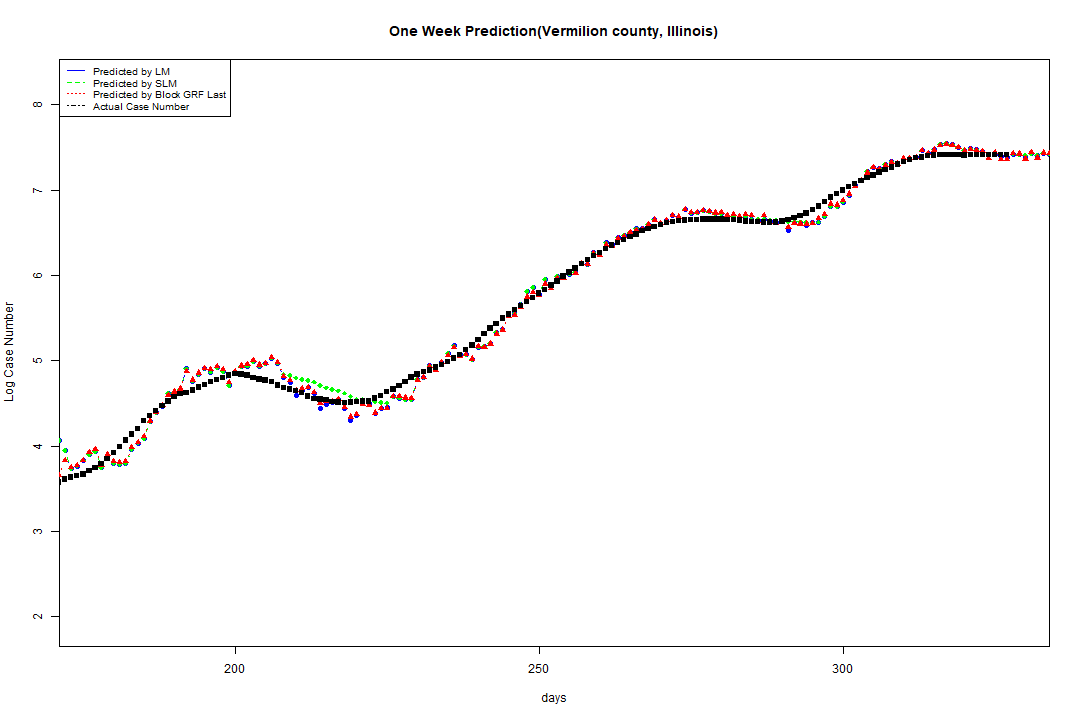 One Week Prediction(Vermilion county, Illinois)
Predicted by LM
Predicted by SLM
Predicted by Block GRF Last
Actual Case Number
8
7
6
5
4
3
2
Log Case Number
200 250 300
days